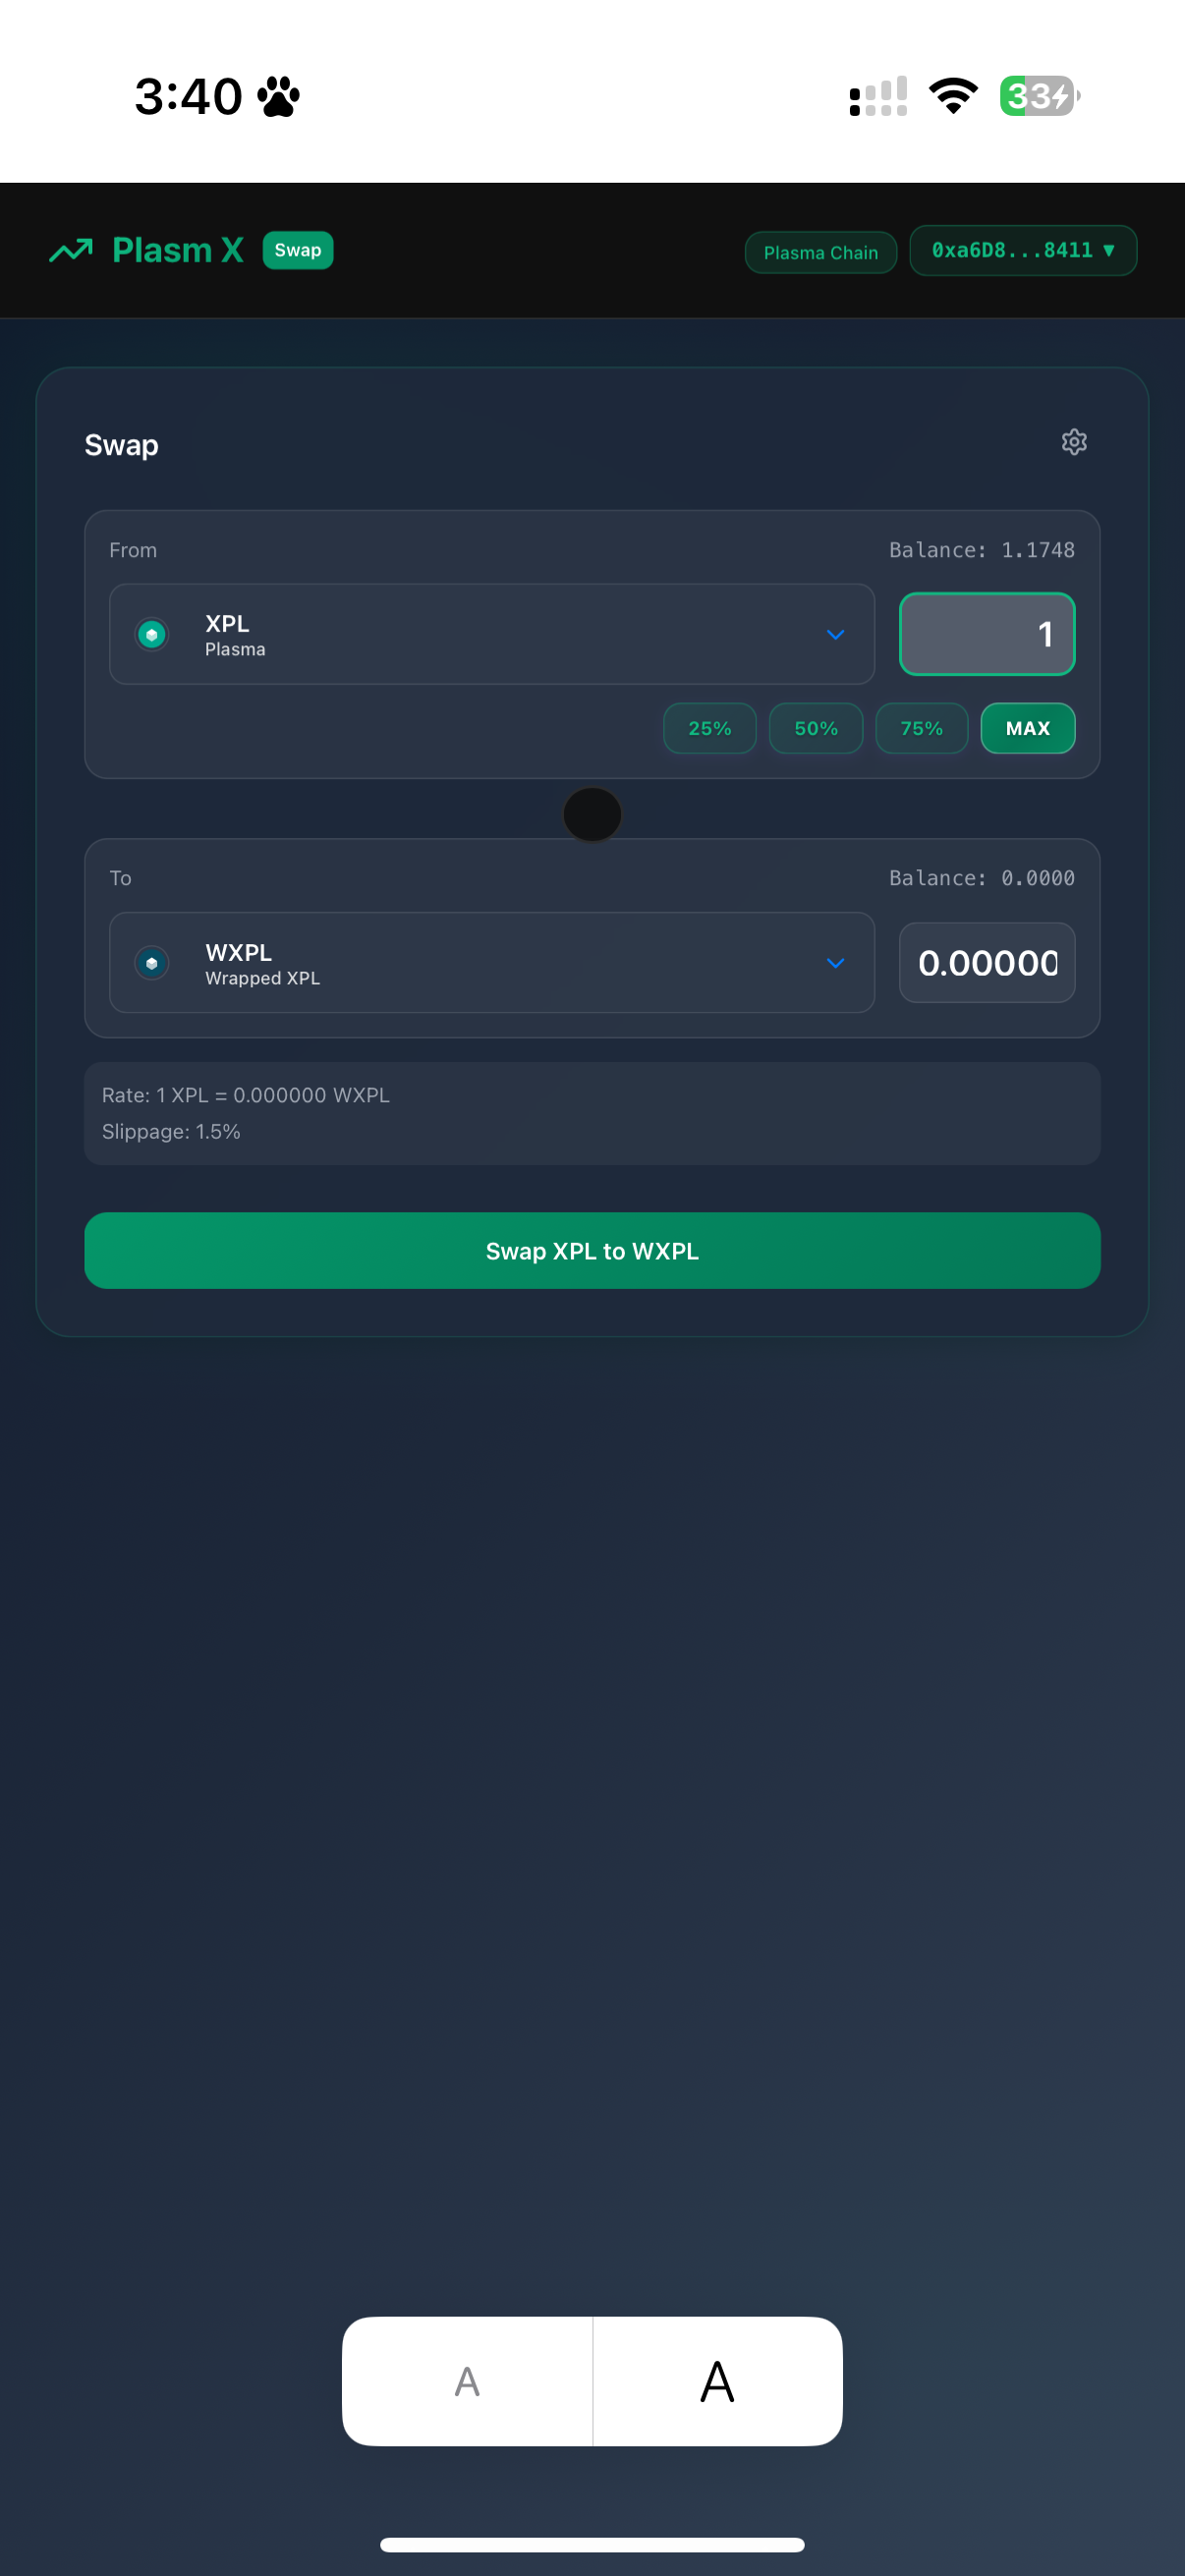 3:40
33
Plasm X
Swap
Plasma Chain
0xa6D8...8411 ▼
Swap
From
Balance: 1.1748
XPL
Plasma
1
25%
50%
75%
MAX
To
Balance: 0.0000
WXPL
Wrapped XPL
0.00000
Rate: 1 XPL = 0.000000 WXPL
Slippage: 1.5%
Swap XPL to WXPL
A
A